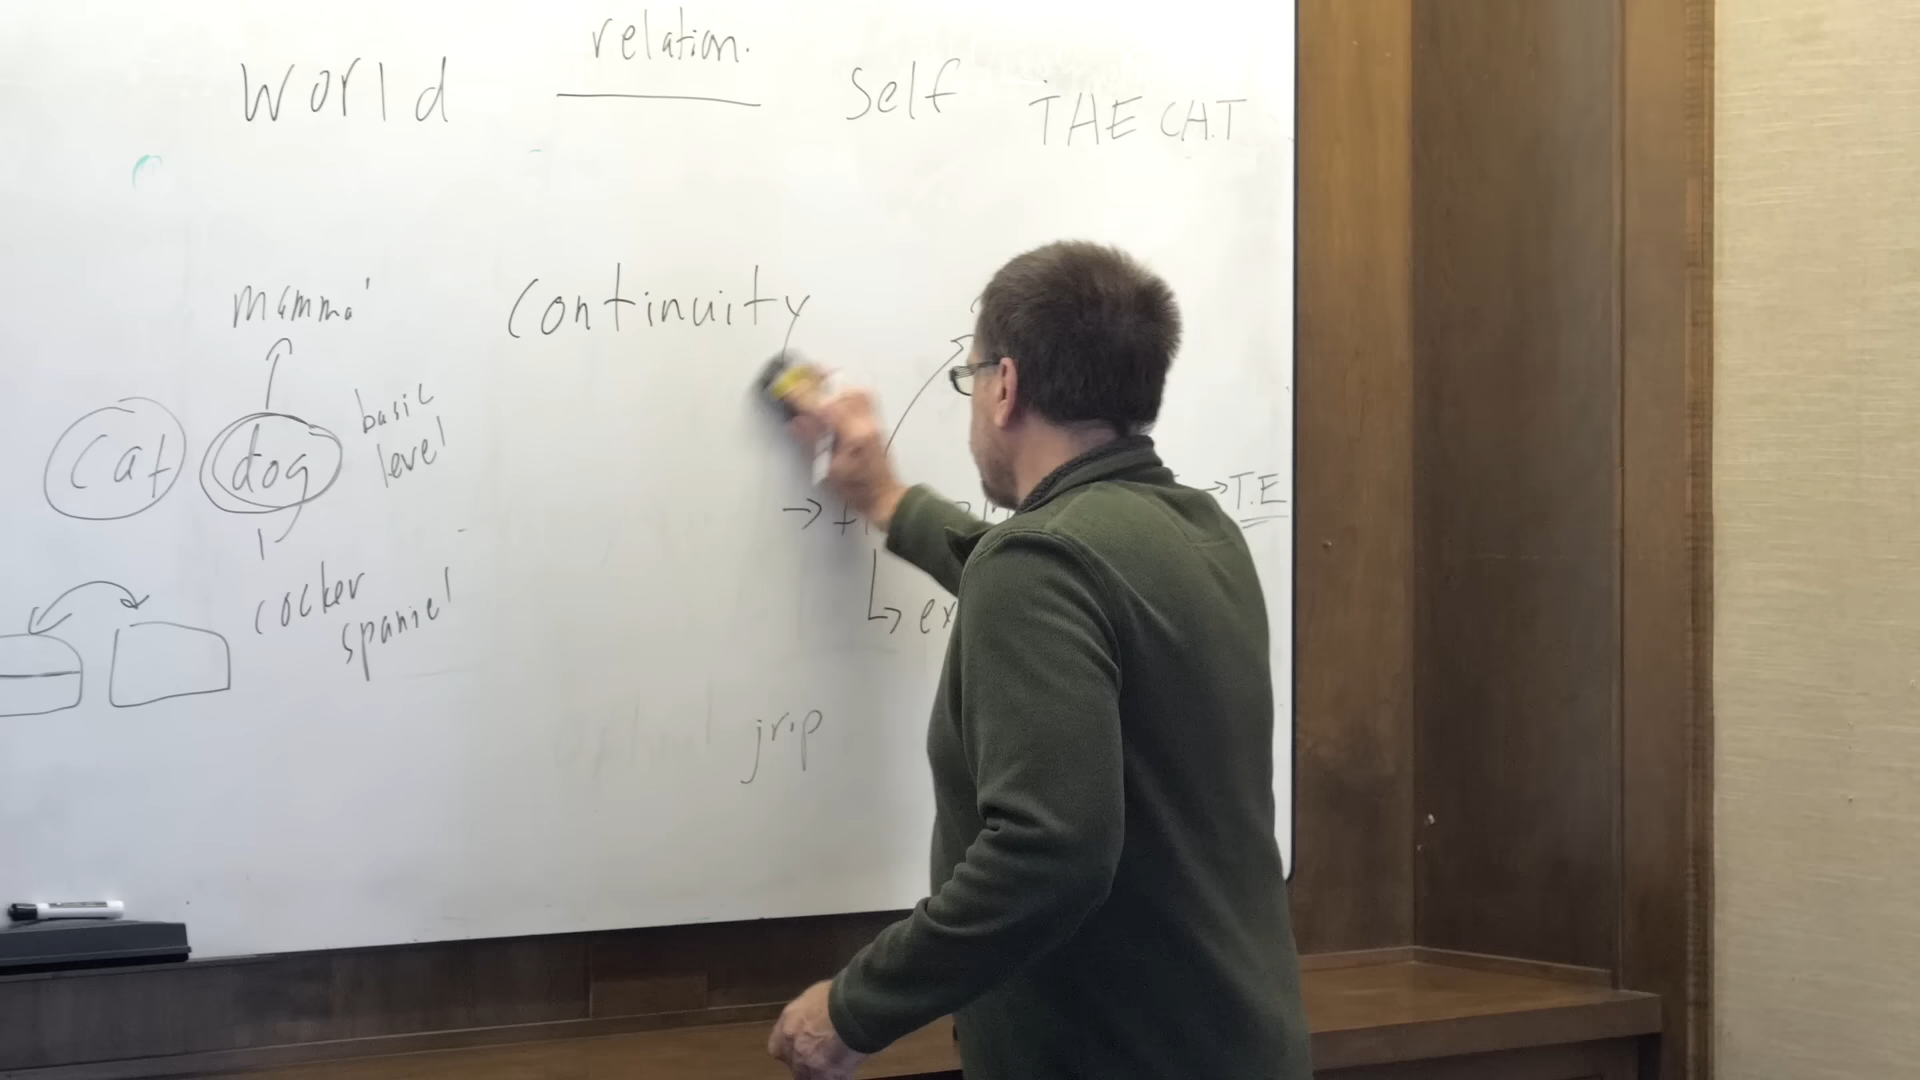 relation.
World
self
THE CAT
mammal
continuity
basic
level
cat
dog
→ T.E
cocker
spaniel
jrip